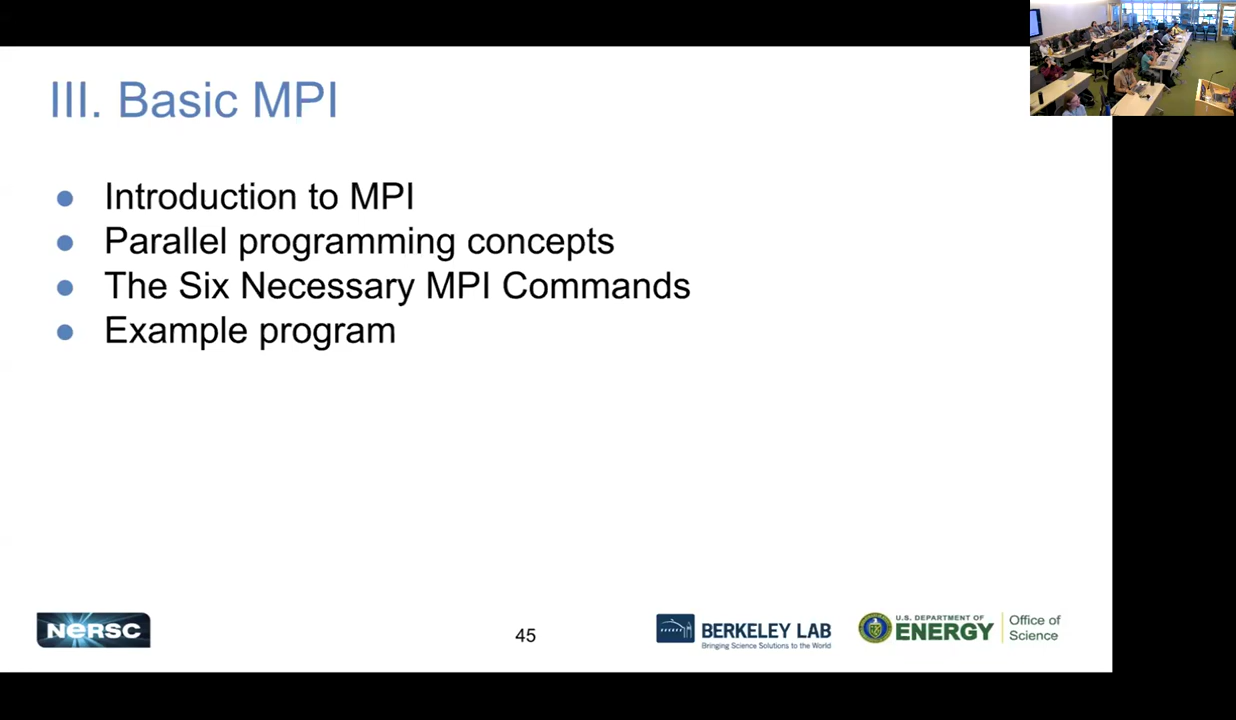 III. Basic MPI
● Introduction to MPI
● Parallel programming concepts
● The Six Necessary MPI Commands
● Example program
NERSC
45
BERKELEY LAB
Bringing Science Solutions to the World
U.S. DEPARTMENT OF
ENERGY
Office of
Science